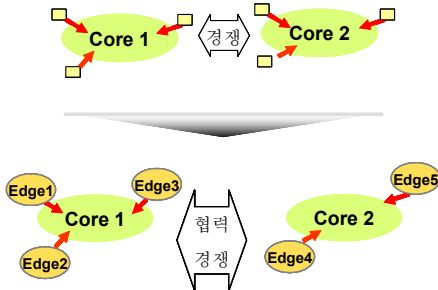 Core 1
경쟁
Core 2
Edge1
Edge3
Core 1
Edge2
협력
경쟁
Edge5
Core 2
Edge4